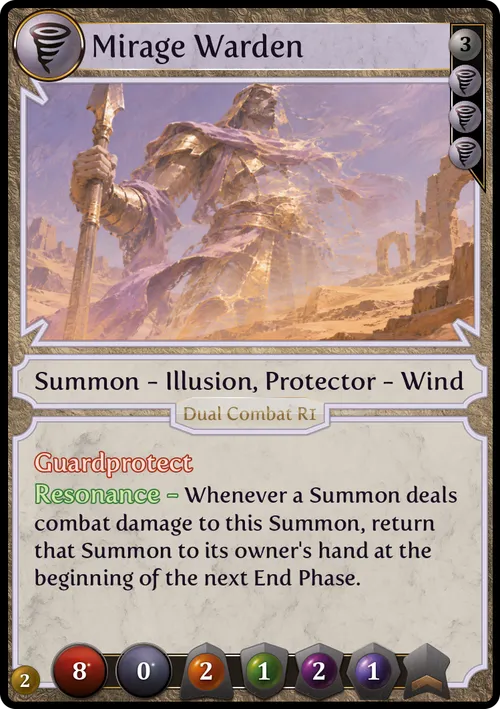 Mirage Warden
3
Summon - Illusion, Protector - Wind
Dual Combat R1
Guardprotect
Resonance - Whenever a Summon deals
combat damage to this Summon, return
that Summon to its owner's hand at the
beginning of the next End Phase.
2 8* 0* 2 1 2 1